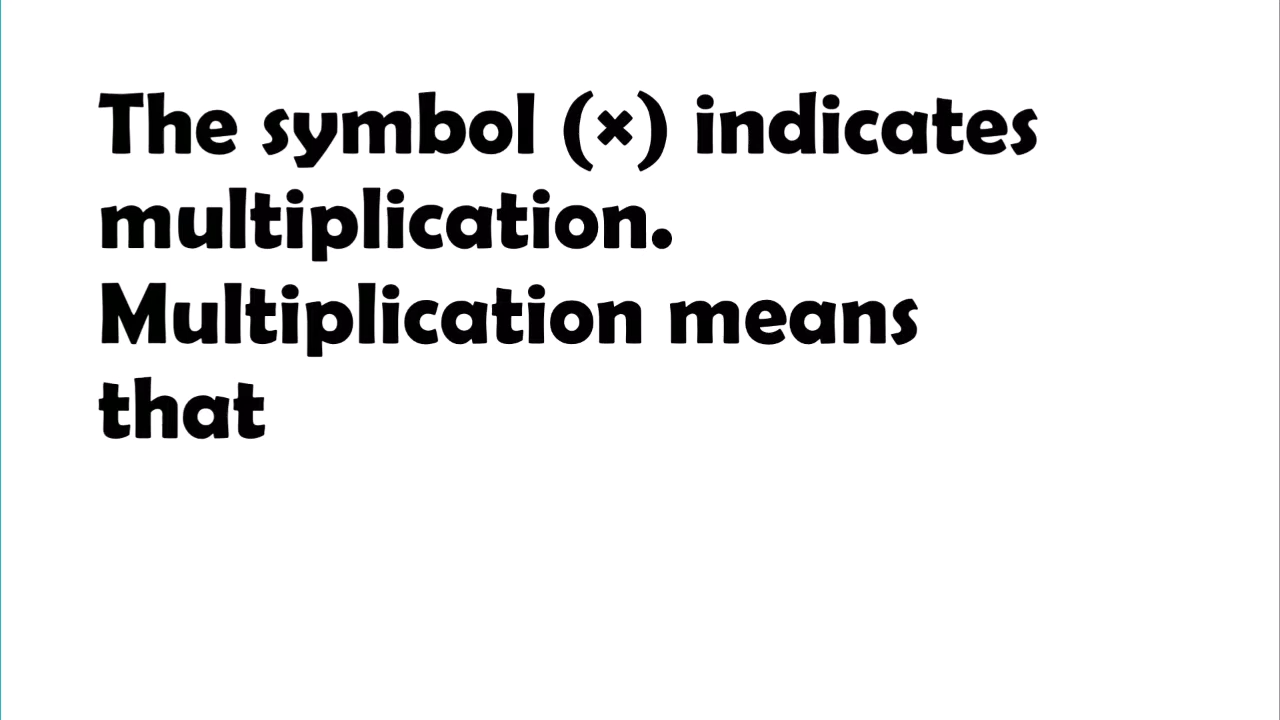 The symbol (×) indicates
multiplication.
Multiplication means
that